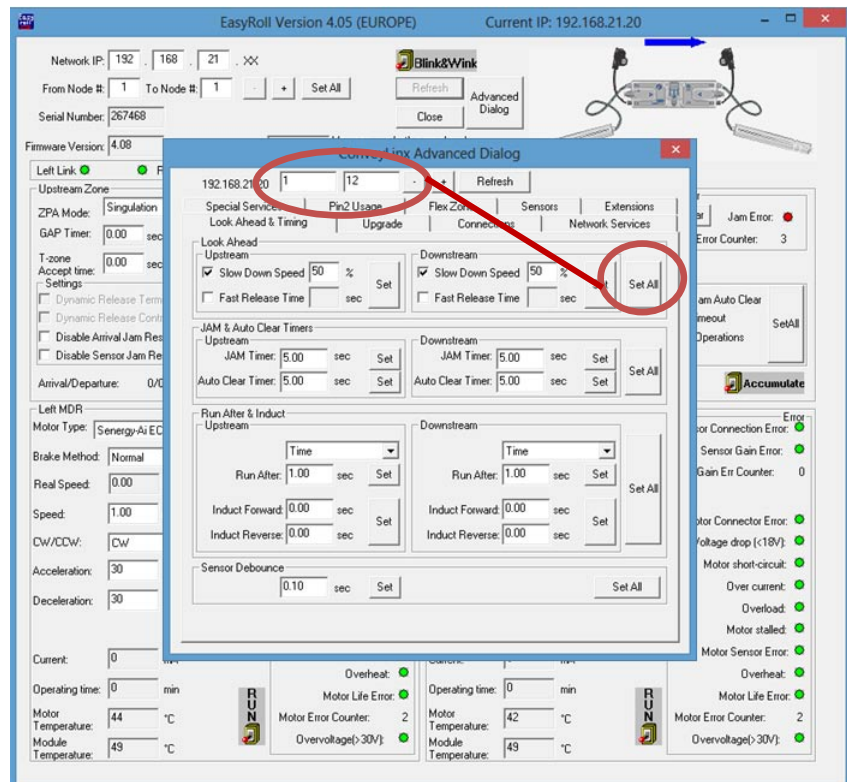 EasyRoll Version 4.05 (EUROPE) Current IP: 192.168.21.20
Network IP: 192 . 168 . 21 . XX
Blink&Wink
From Node #: 1 To Node #: 1 - + Set All Refresh
Advanced Dialog
Serial Number: 267468 Close
Firmware Version: 4.08
ConveyLinx Advanced Dialog
Left Link
192.168.21.20 1 12 - + Refresh
Upstream Zone
ZPA Mode: Singulation
GAP Timer: 0.00 sec
T-zone
Accept time: 0.00 sec
Settings
Dynamic Release
Dynamic Release
Disable Arrival Jam
Disable Sensor Jam
Arrival/Departure:
Special Pin2 Usage Flex Sensors Extensions
Look Ahead & Timing Upgrade Connections Network Services
Look Ahead
Upstream Downstream
Slow Down Speed 50 % Set Slow Down Speed 50 % Set Set All
Fast Release Time sec Fast Release Time sec
JAM & Auto Clear Timers
Upstream Downstream
JAM Timer: 5.00 sec Set JAM Timer: 5.00 sec Set Set All
Auto Clear Timer: 5.00 sec Set Auto Clear Timer: 5.00 sec Set
Run After & Induct
Upstream Downstream
Time Time
Run After: 1.00 sec Set Run After: 1.00 sec Set Set All
Induct Forward: 0.00 sec Set Induct Forward: 0.00 sec Set
Induct Reverse: 0.00 sec Induct Reverse: 0.00 sec
Sensor Debounce
0.10 sec Set Set All
Jam Error:
Error Counter: 3
Auto Clear
SetAll
Operations
Accumulate
Left MDR
Motor Type: Senergy-Ai
Brake Method: Normal
Real Speed: 0.00
Speed: 1.00
CW/CCW: CW
Acceleration: 30
Deceleration: 30
Current: 0
Operating time: 0 min
Motor
Temperature: 44 °C
Module
Temperature: 49 °C
RUN
Overheat:
Motor Life Error:
Motor Error Counter: 2
Overvoltage(>30V):
Operating time: 0 min
Motor
Temperature: 42 °C
Module
Temperature: 49 °C
RUN
Error
Connection Error:
Sensor Gain Error:
Gain Err Counter: 0
Connector Error:
drop (<18V):
Motor short-circuit:
Over current:
Overload:
Motor stalled:
Motor Sensor Error:
Overheat:
Motor Life Error:
Motor Error Counter: 2
Overvoltage(>30V):